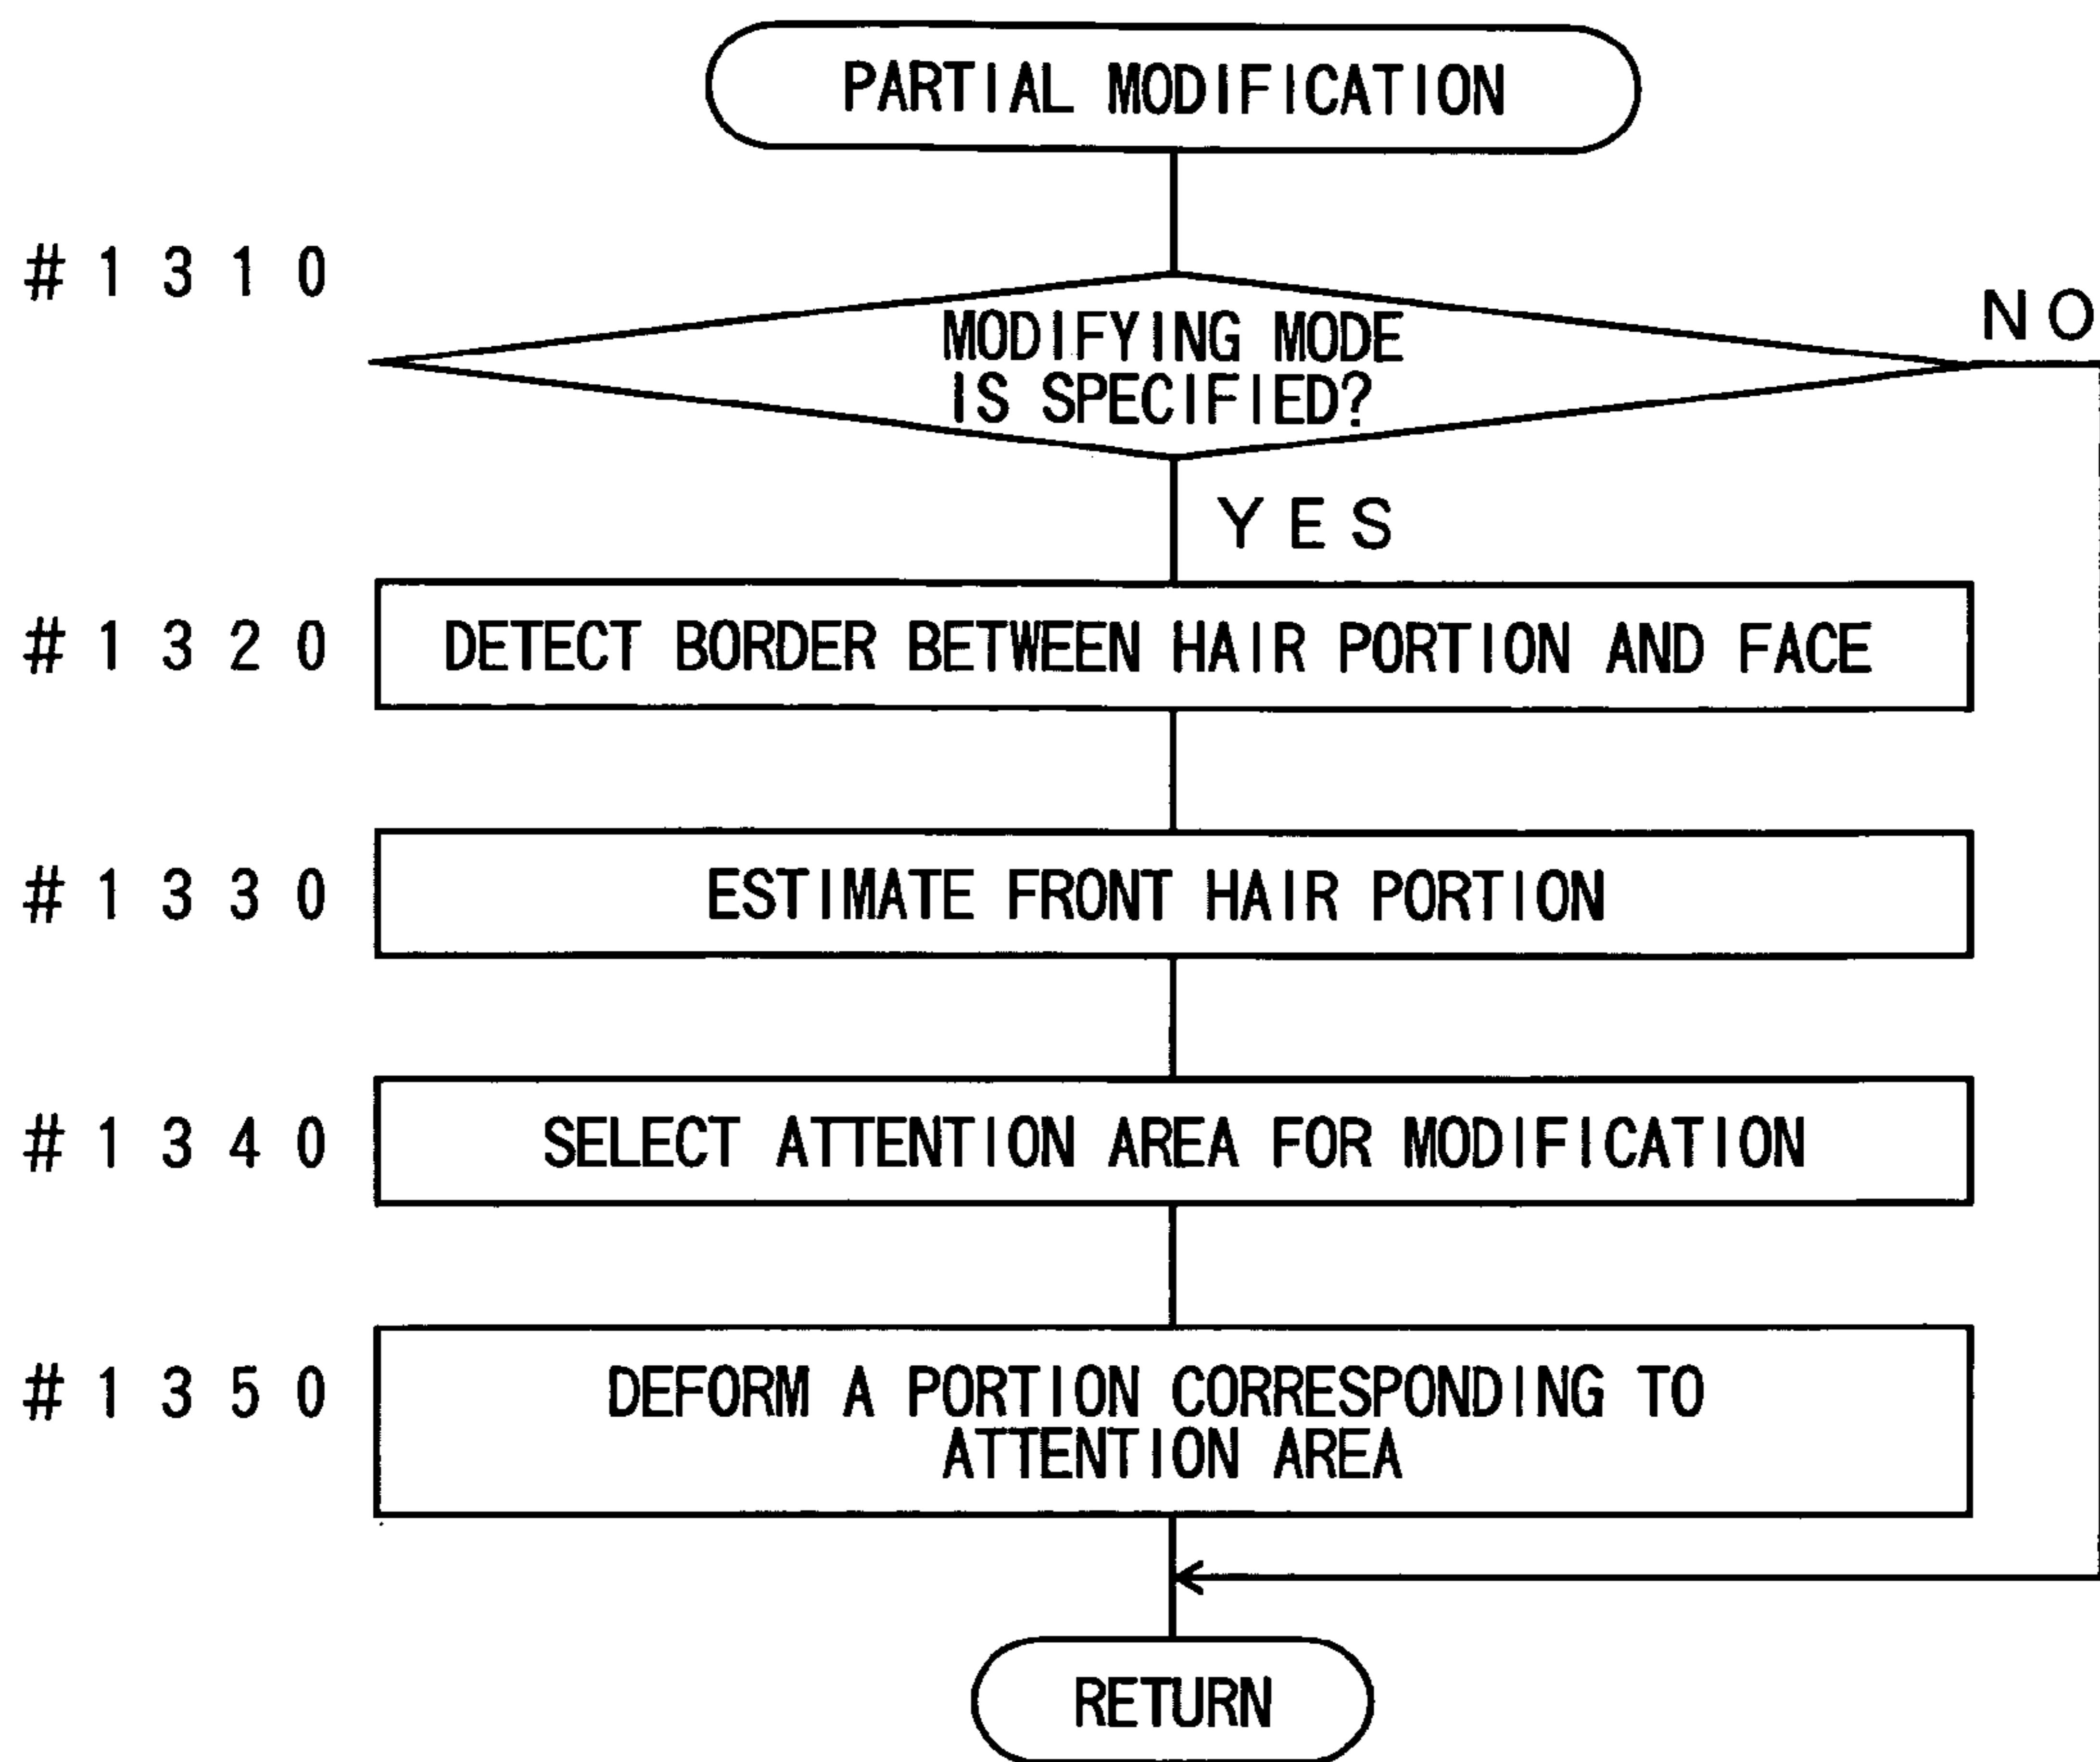 PARTIAL MODIFICATION
#1310
NO
MODIFYING MODE
IS SPECIFIED?
YES
#1320 DETECT BORDER BETWEEN HAIR PORTION AND FACE
#1330 ESTIMATE FRONT HAIR PORTION
#1340 SELECT ATTENTION AREA FOR MODIFICATION
#1350 DEFORM A PORTION CORRESPONDING TO
ATTENTION AREA
RETURN